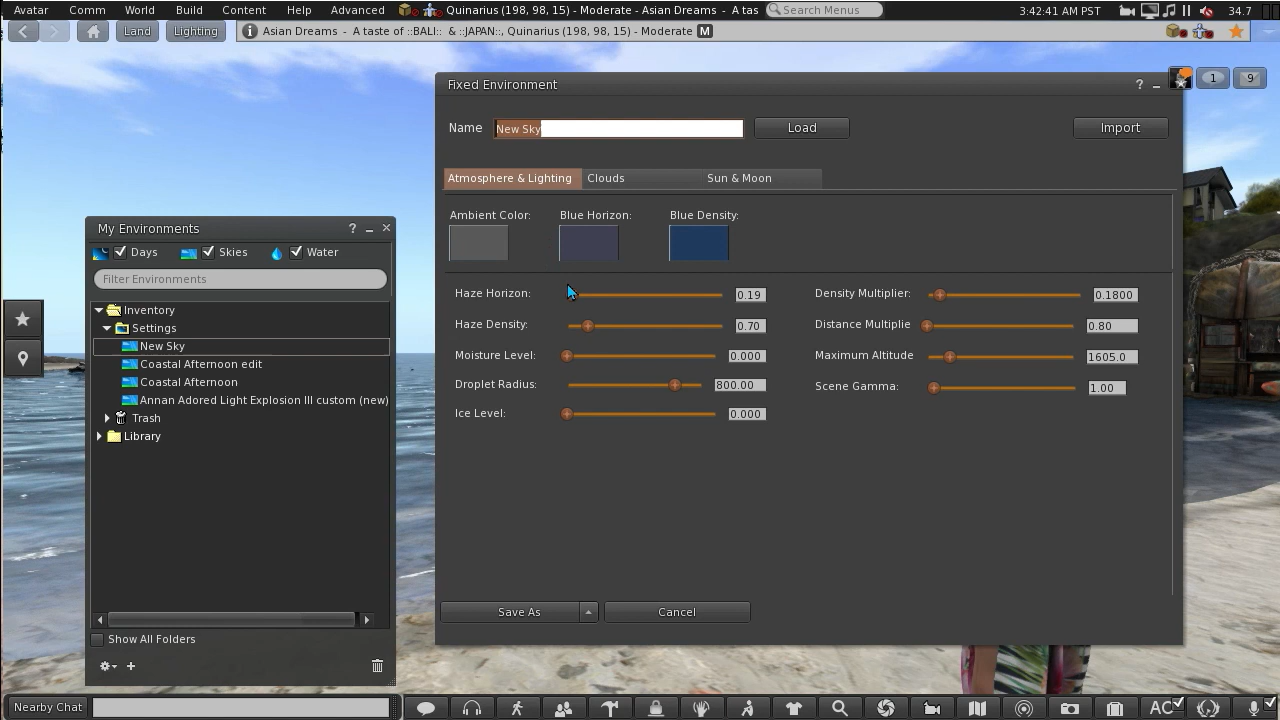 Avatar Comm World Build Content Help Advanced Quinarius (198, 98, 15) - Moderate - Asian Dreams - A tas Search Menus 3:42:41 AM PST 34.7
Land Lighting Asian Dreams - A taste of ::BALI:: & ::JAPAN::, Quinarius (198, 98, 15) - Moderate M
Fixed Environment ? 1 9
Name New Sky Load Import
Atmosphere & Lighting Clouds Sun & Moon
Ambient Color: Blue Horizon: Blue Density:
Haze Horizon: 0.19 Density Multiplier: 0.1800
Haze Density: 0.70 Distance Multiplie 0.80
Moisture Level: 0.000 Maximum Altitude 1605.0
Droplet Radius: 800.00 Scene Gamma: 1.00
Ice Level: 0.000
Save As Cancel
My Environments ?
Days Skies Water
Filter Environments
Inventory
Settings
New Sky
Coastal Afternoon edit
Coastal Afternoon
Annan Adored Light Explosion III custom (new)
Trash
Library
Show All Folders
Nearby Chat AC